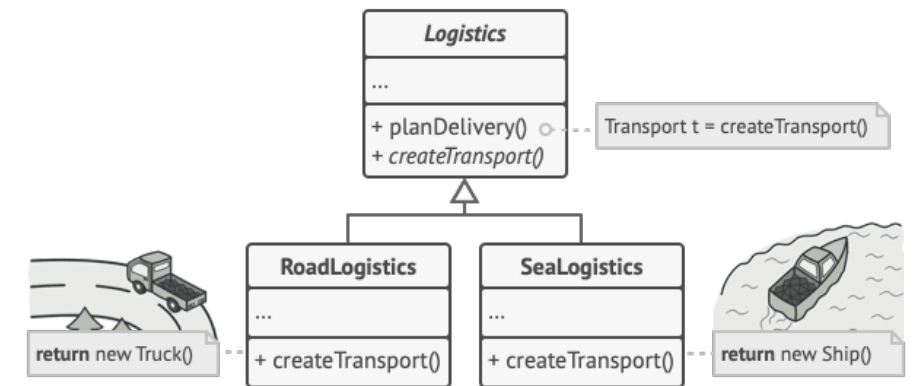 Logistics
...
+ planDelivery()
+ createTransport()
Transport t = createTransport()
RoadLogistics
...
+ createTransport()
return new Truck()
SeaLogistics
...
+ createTransport()
return new Ship()